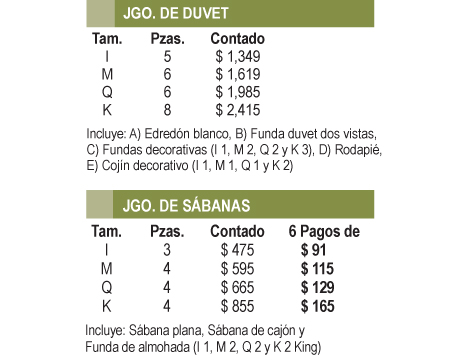 JGO. DE DUVET
Tam. Pzas. Contado
I 5 $ 1,349
M 6 $ 1,619
Q 6 $ 1,985
K 8 $ 2,415
Incluye: A) Edredón blanco, B) Funda duvet dos vistas,
C) Fundas decorativas (I 1, M 2, Q 2 y K 3), D) Rodapié,
E) Cojín decorativo (I 1, M 1, Q 1 y K 2)
JGO. DE SÁBANAS
Tam. Pzas. Contado 6 Pagos de
I 3 $ 475 $ 91
M 4 $ 595 $ 115
Q 4 $ 665 $ 129
K 4 $ 855 $ 165
Incluye: Sábana plana, Sábana de cajón y
Funda de almohada (I 1, M 2, Q 2 y K 2 King)